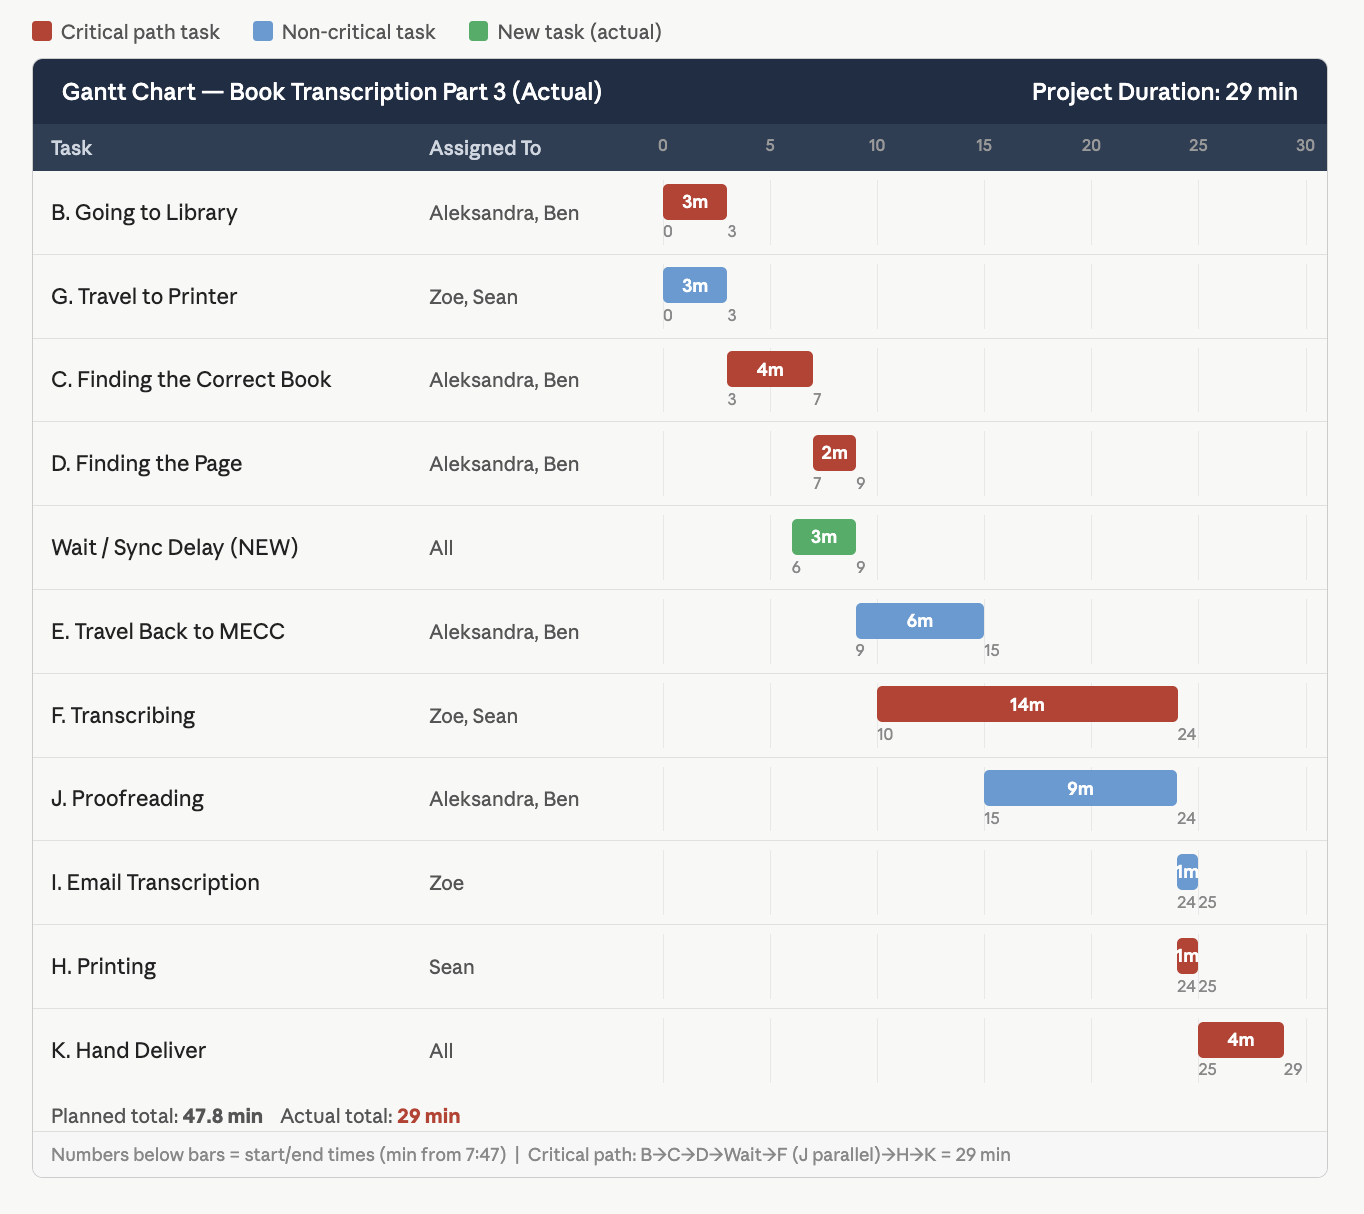 Critical path task Non-critical task New task (actual)
Gantt Chart — Book Transcription Part 3 (Actual) Project Duration: 29 min
Task Assigned To 0 5 10 15 20 25 30
B. Going to Library Aleksandra, Ben 3m
0 3
G. Travel to Printer Zoe, Sean 3m
0 3
C. Finding the Correct Book Aleksandra, Ben 4m
3 7
D. Finding the Page Aleksandra, Ben 2m
7 9
Wait / Sync Delay (NEW) All 3m
6 9
E. Travel Back to MECC Aleksandra, Ben 6m
9 15
F. Transcribing Zoe, Sean 14m
10 24
J. Proofreading Aleksandra, Ben 9m
15 24
I. Email Transcription Zoe 1m
24 25
H. Printing Sean 1m
24 25
K. Hand Deliver All 4m
25 29
Planned total: 47.8 min Actual total: 29 min
Numbers below bars = start/end times (min from 7:47) | Critical path: B→C→D→Wait→F (J parallel)→H→K = 29 min